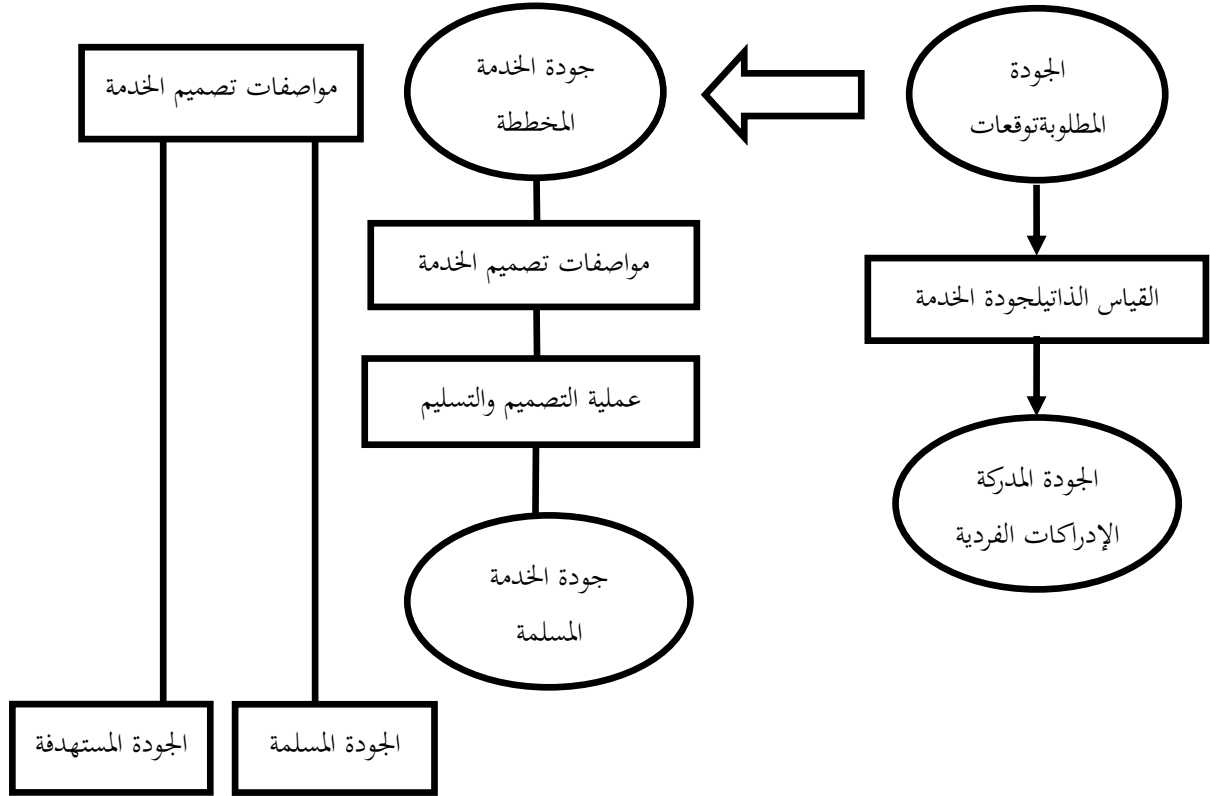 الجودة
المطلوبةتوقعات
القياس الذاتيلجودة الخدمة
الجودة المدركة
الإدراكات الفردية
جودة الخدمة
المخططة
مواصفات تصميم الخدمة
عملية التصميم والتسليم
جودة الخدمة
المسلمة
مواصفات تصميم الخدمة
الجودة المسلمة
الجودة المستهدفة